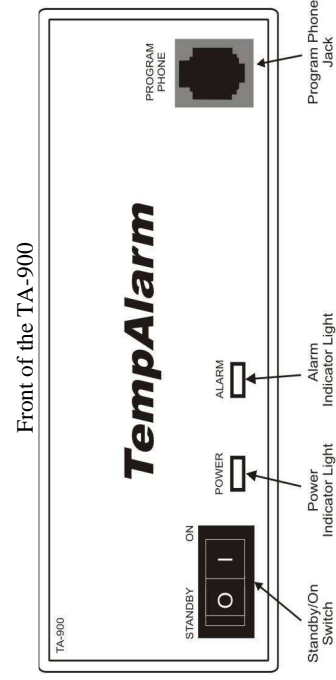 Front of the TA-900
TA-900
STANDBY
ON
O
I
POWER
ALARM
TempAlarm
PROGRAM
PHONE
Standby/On
Switch
Power
Indicator Light
Alarm
Indicator Light
Program Phone
Jack